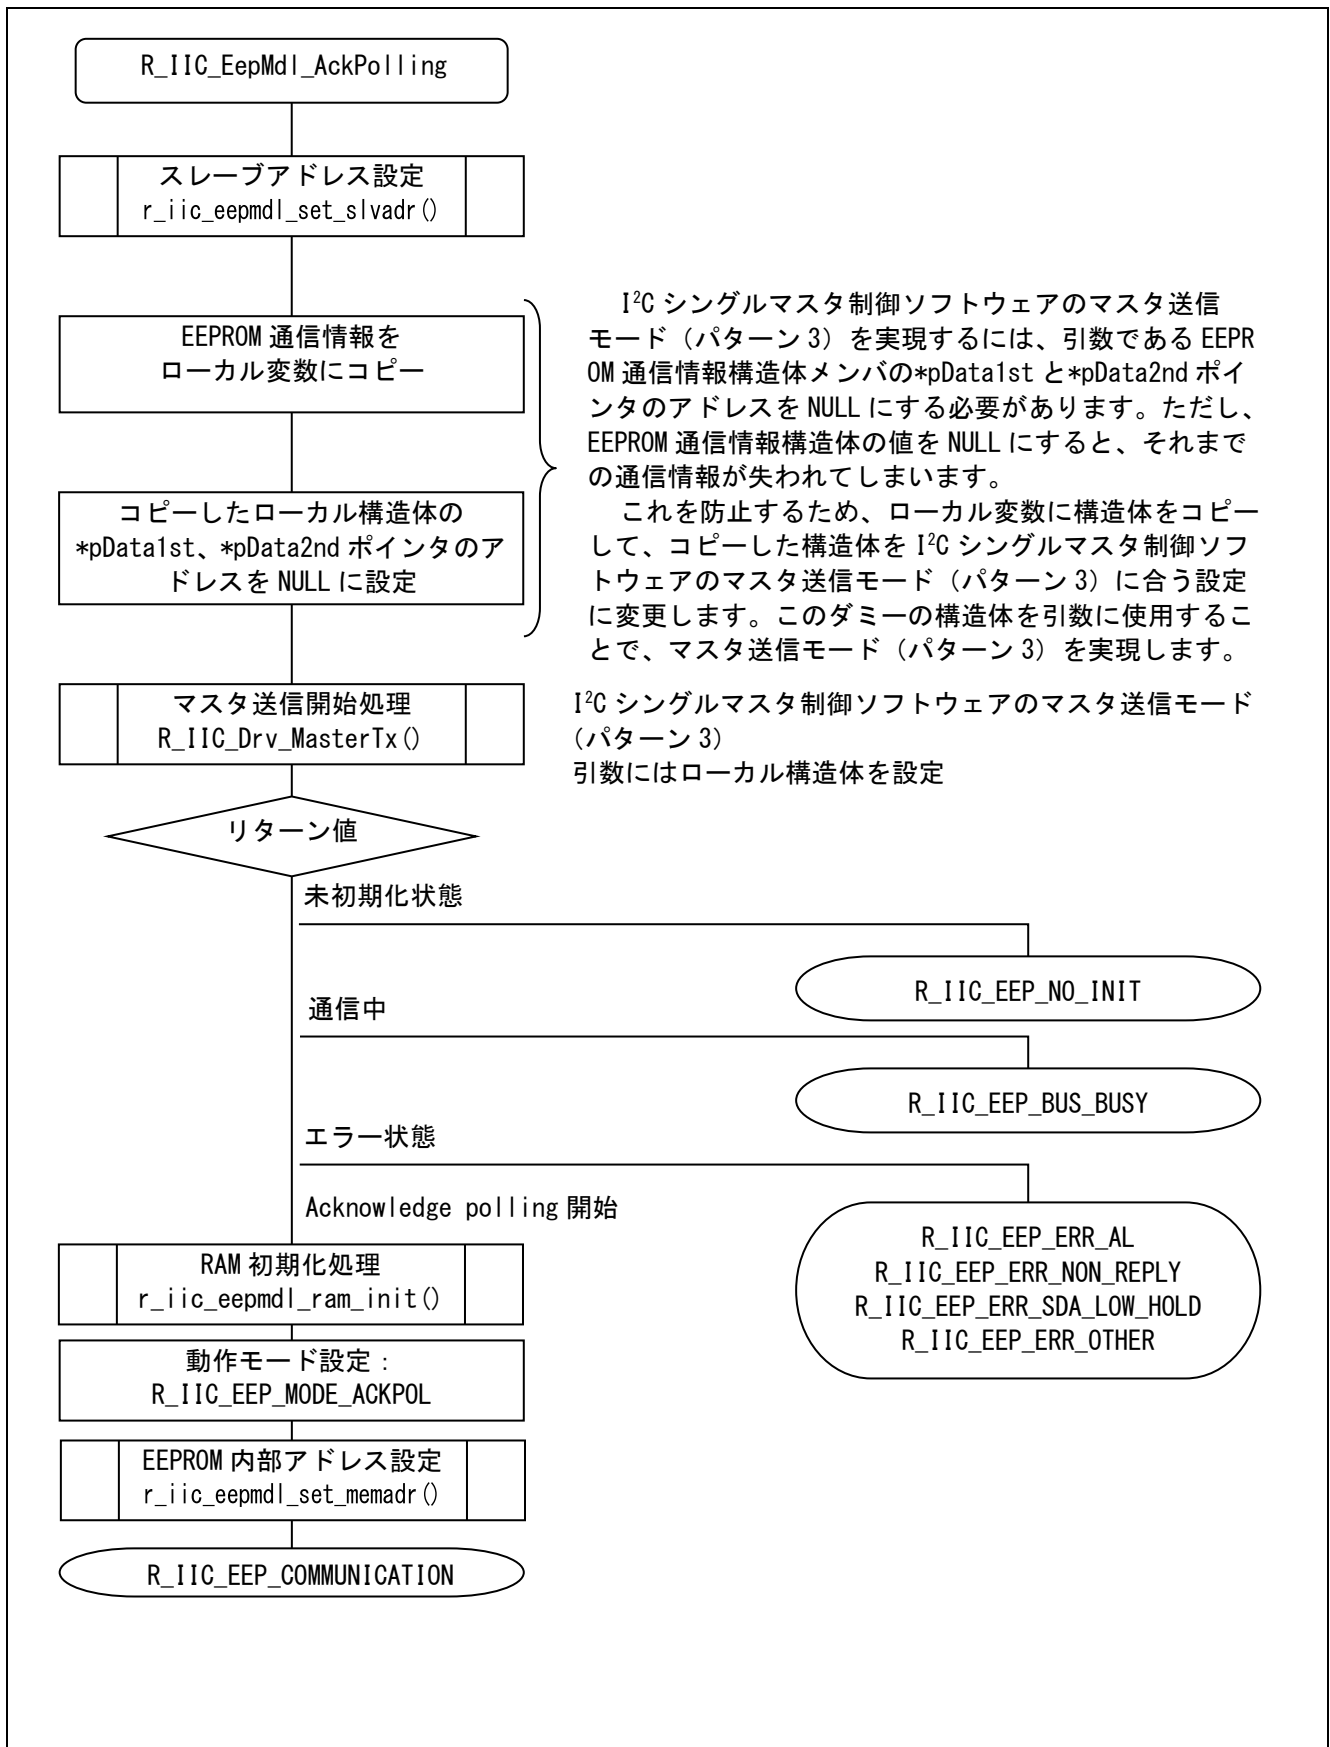 R_IIC_EepMdl_AckPolling
スレーブアドレス設定
r_iic_eepmdl_set_slvadr()
EEPROM 通信情報を
ローカル変数にコピー
コピーしたローカル構造体の
*pData1st、*pData2nd ポインタのア
ドレスを NULL に設定
I²C シングルマスタ制御ソフトウェアのマスタ送信
モード（パターン 3）を実現するには、引数である EEPR
OM 通信情報構造体メンバの*pData1st と*pData2nd ポイ
ンタのアドレスを NULL にする必要があります。ただし、
EEPROM 通信情報構造体の値を NULL にすると、それまで
の通信情報が失われてしまいます。
これを防止するため、ローカル変数に構造体をコピー
して、コピーした構造体を I²C シングルマスタ制御ソフ
トウェアのマスタ送信モード（パターン 3）に合う設定
に変更します。このダミーの構造体を引数に使用するこ
とで、マスタ送信モード（パターン 3）を実現します。
マスタ送信開始処理
R_IIC_Drv_MasterTx()
I²C シングルマスタ制御ソフトウェアのマスタ送信モード
（パターン 3）
引数にはローカル構造体を設定
リターン値
未初期化状態
R_IIC_EEP_NO_INIT
通信中
R_IIC_EEP_BUS_BUSY
エラー状態
R_IIC_EEP_ERR_AL
R_IIC_EEP_ERR_NON_REPLY
R_IIC_EEP_ERR_SDA_LOW_HOLD
R_IIC_EEP_ERR_OTHER
Acknowledge polling 開始
RAM 初期化処理
r_iic_eepmdl_ram_init()
動作モード設定：
R_IIC_EEP_MODE_ACKPOL
EEPROM 内部アドレス設定
r_iic_eepmdl_set_memadr()
R_IIC_EEP_COMMUNICATION